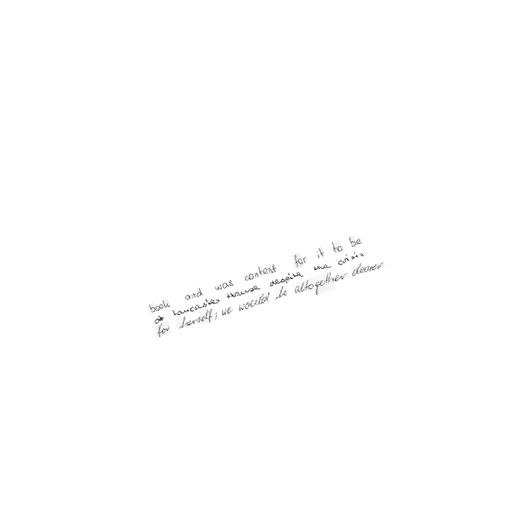 book and was content for it to be
at Lancaster House despite the crisis
for herself; we would be altogether clearer